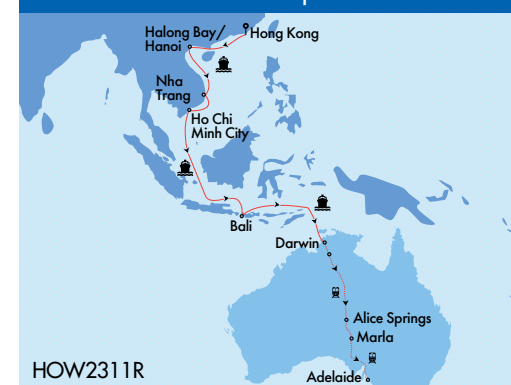 Halong Bay/
Hanoi
Hong Kong
Nha
Trang
Ho Chi
Minh City
Bali
Darwin
Alice Springs
Marla
Adelaide
HOW2311R